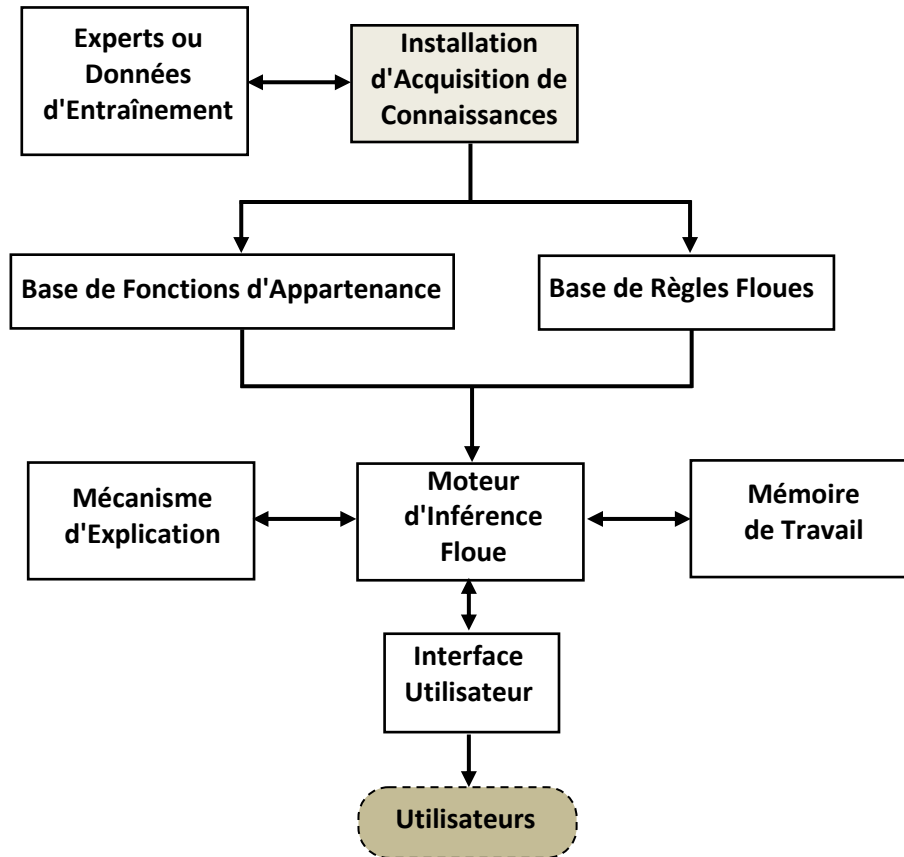 Experts ou
Données
d'Entraînement
Installation
d'Acquisition de
Connaissances
Base de Fonctions d'Appartenance
Base de Règles Floues
Mécanisme
d'Explication
Moteur
d'Inférence
Floue
Mémoire
de Travail
Interface
Utilisateur
Utilisateurs